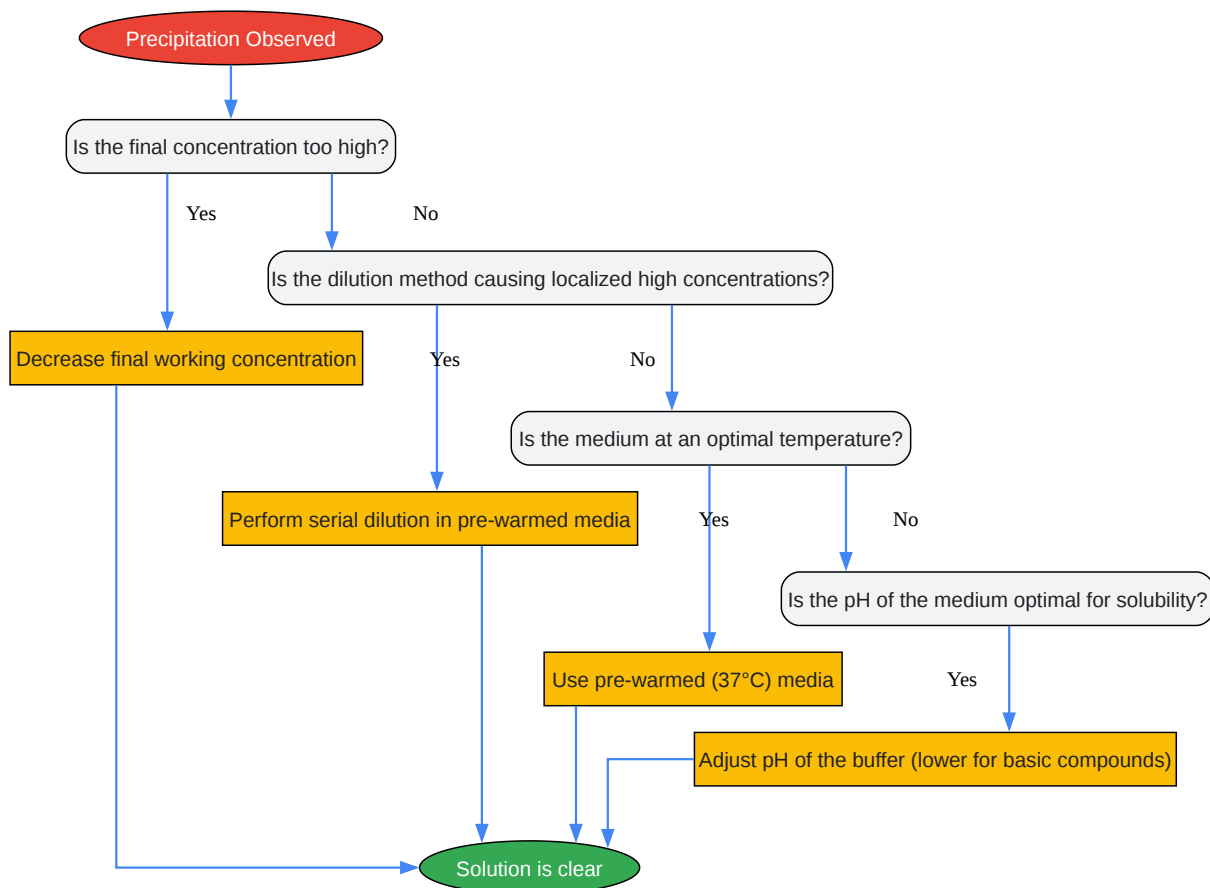 Precipitation Observed
Is the final concentration too high?
Yes
No
Is the dilution method causing localized high concentrations?
Decrease final working concentration
Yes
No
Is the medium at an optimal temperature?
Perform serial dilution in pre-warmed media
Yes
No
Is the pH of the medium optimal for solubility?
Use pre-warmed (37°C) media
Yes
Adjust pH of the buffer (lower for basic compounds)
Solution is clear